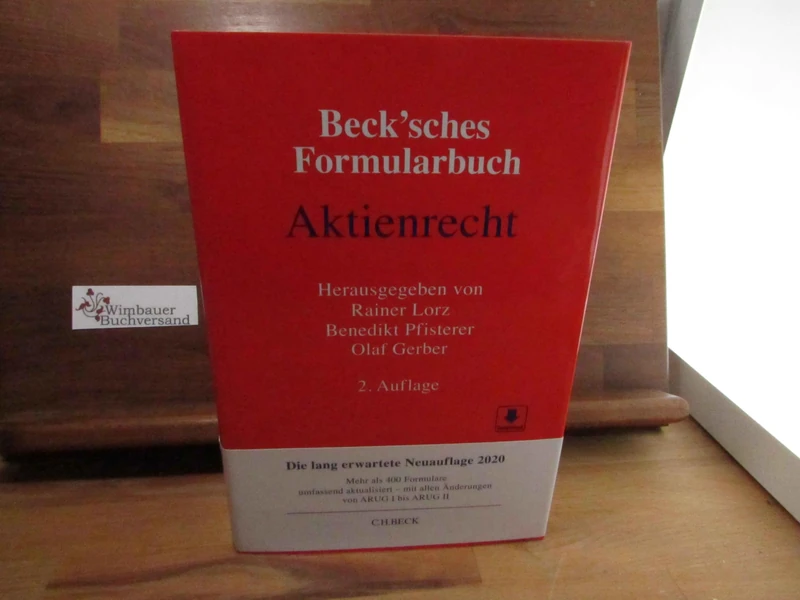 Beck'sches
Formularbuch
Aktienrecht
Herausgegeben von
Rainer Lorz
Benedikt Pfisterer
Olaf Gerber
2. Auflage
Die lang erwartete Neuauflage 2020
Mehr als 400 Formulare
umfassend aktualisiert – mit allen Änderungen
von ARUG I bis ARUG II
C.H.BECK
Wimbauer
Buchversand